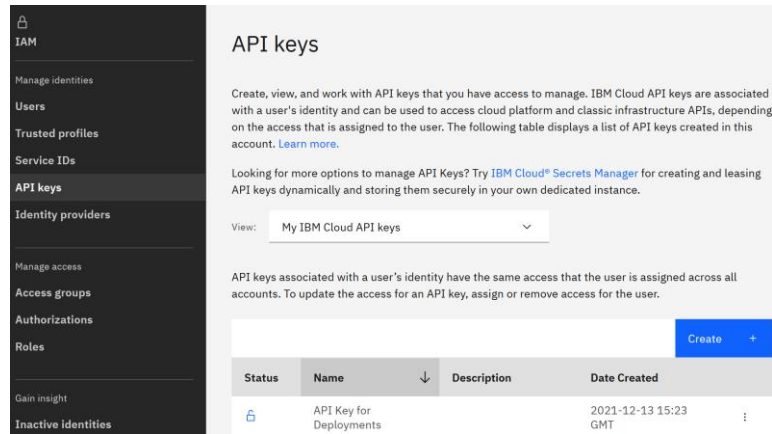 IAM
Manage identities
Users
Trusted profiles
Service IDs
API keys
Identity providers
Manage access
Access groups
Authorizations
Roles
Gain insight
Inactive identities
API keys
Create, view, and work with API keys that you have access to manage. IBM Cloud API keys are associated
with a user's identity and can be used to access cloud platform and classic infrastructure APIs, depending
on the access that is assigned to the user. The following table displays a list of API keys created in this
account. Learn more.
Looking for more options to manage API Keys? Try IBM Cloud® Secrets Manager for creating and leasing
API keys dynamically and storing them securely in your own dedicated instance.
View: My IBM Cloud API keys
API keys associated with a user's identity have the same access that the user is assigned across all
accounts. To update the access for an API key, assign or remove access for the user.
Create +
Status Name Description Date Created
API Key for 2021-12-13 15:23
Deployments GMT